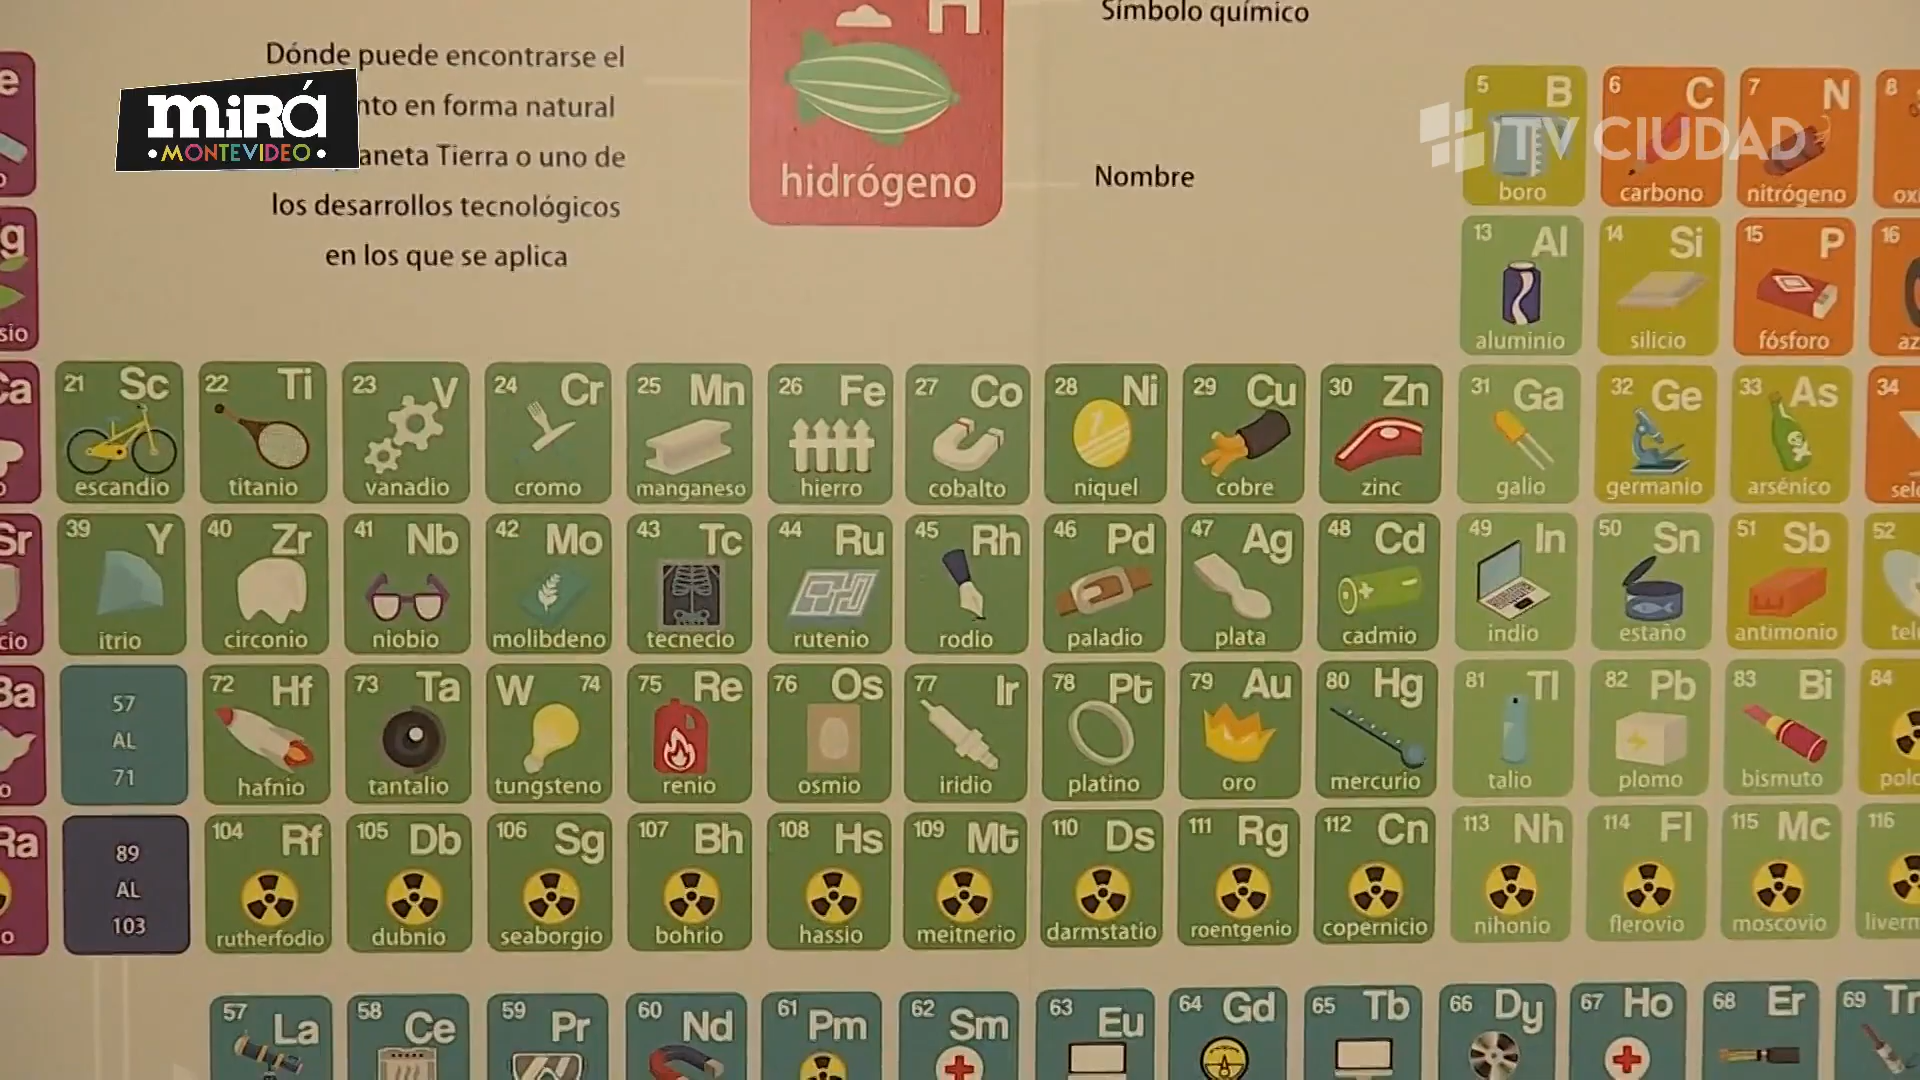 Dónde puede encontrarse el
nto en forma natural
aneta Tierra o uno de
los desarrollos tecnológicos
en los que se aplica
miRá
•MONTEVIDEO•
H
hidrógeno
Símbolo químico
Nombre
TV CIUDAD
5 B boro
6 C carbono
7 N nitrógeno
8
13 Al aluminio
14 Si silicio
15 P fósforo
16
21 Sc escandio
22 Ti titanio
23 V vanadio
24 Cr cromo
25 Mn manganeso
26 Fe hierro
27 Co cobalto
28 Ni níquel
29 Cu cobre
30 Zn zinc
31 Ga galio
32 Ge germanio
33 As arsénico
34
39 Y itrio
40 Zr circonio
41 Nb niobio
42 Mo molibdeno
43 Tc tecnecio
44 Ru rutenio
45 Rh rodio
46 Pd paladio
47 Ag plata
48 Cd cadmio
49 In indio
50 Sn estaño
51 Sb antimonio
52
57 AL 71
72 Hf hafnio
73 Ta tantalio
W 74 tungsteno
75 Re renio
76 Os osmio
77 Ir iridio
78 Pt platino
79 Au oro
80 Hg mercurio
81 Tl talio
82 Pb plomo
83 Bi bismuto
84
89 AL 103
104 Rf rutherfodio
105 Db dubnio
106 Sg seaborgio
107 Bh bohrio
108 Hs hassio
109 Mt meitnerio
110 Ds darmstatio
111 Rg roentgenio
112 Cn copernicio
113 Nh nihonio
114 Fl flerovio
115 Mc moscovio
116
57 La
58 Ce
59 Pr
60 Nd
61 Pm
62 Sm
63 Eu
64 Gd
65 Tb
66 Dy
67 Ho
68 Er
69